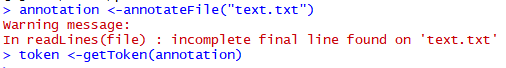 > annotation <-annotateFile("text.txt")
Warning message:
In readLines(file) : incomplete final line found on 'text.txt'
> token <-getToken(annotation)